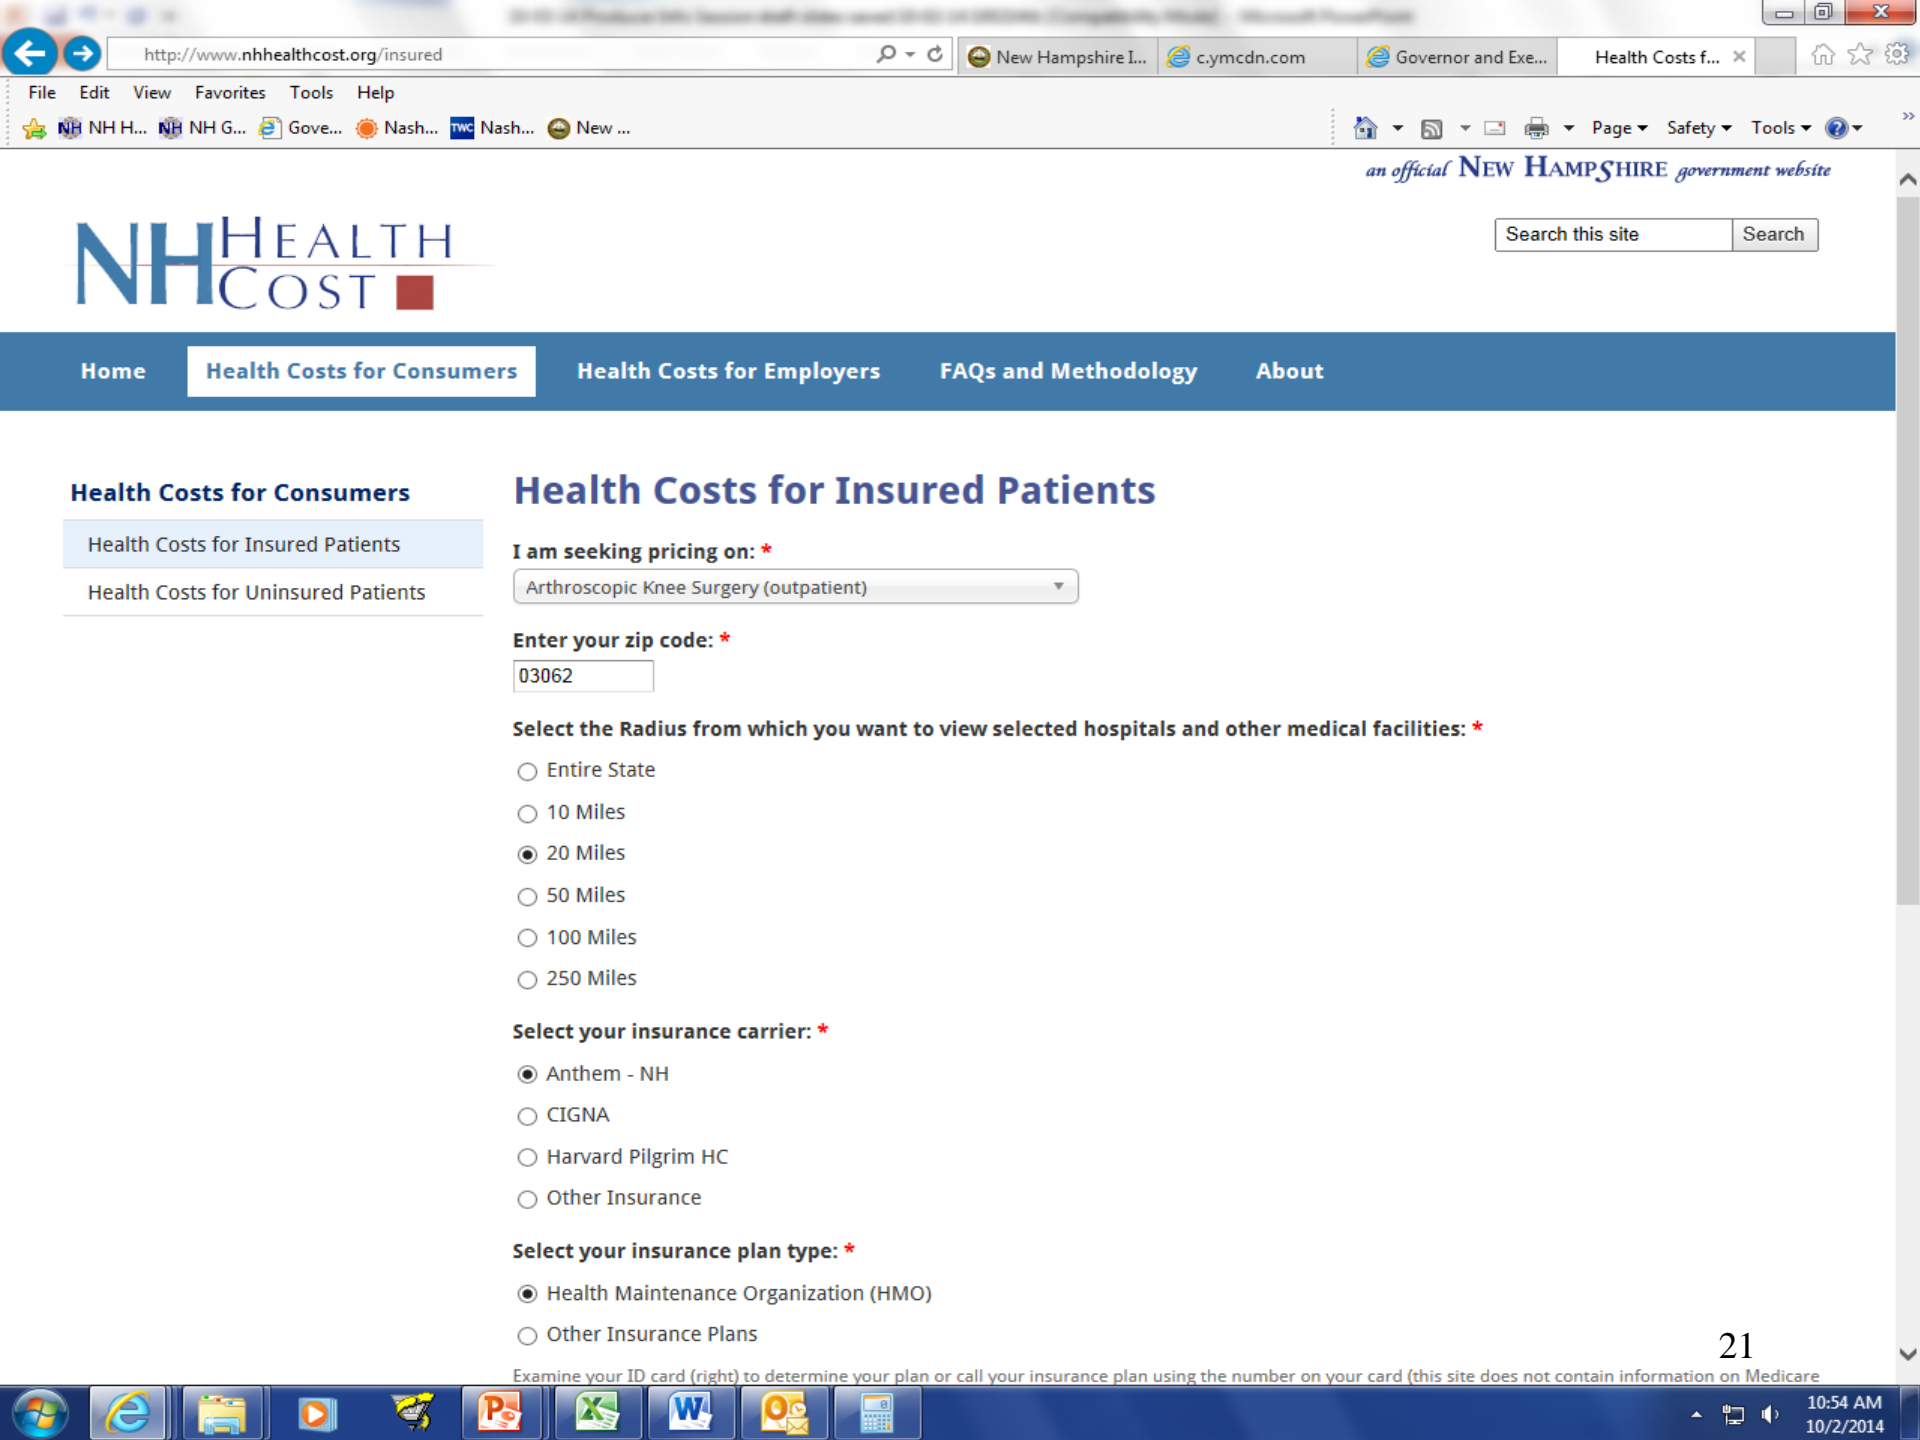 http://www.nhhealthcost.org/insured
New Hampshire I...
c.ymcdn.com
Governor and Exe...
Health Costs f...
File Edit View Favorites Tools Help
NH H... NH G... Gove... Nash... TWC Nash... New ...
Page Safety Tools
an official NEW HAMPSHIRE government website
NH HEALTH COST
Search this site Search
Home Health Costs for Consumers Health Costs for Employers FAQs and Methodology About
Health Costs for Consumers
Health Costs for Insured Patients
Health Costs for Uninsured Patients
Health Costs for Insured Patients
I am seeking pricing on: *
Arthroscopic Knee Surgery (outpatient)
Enter your zip code: *
03062
Select the Radius from which you want to view selected hospitals and other medical facilities: *
Entire State
10 Miles
20 Miles
50 Miles
100 Miles
250 Miles
Select your insurance carrier: *
Anthem - NH
CIGNA
Harvard Pilgrim HC
Other Insurance
Select your insurance plan type: *
Health Maintenance Organization (HMO)
Other Insurance Plans
21
Examine your ID card (right) to determine your plan or call your insurance plan using the number on your card (this site does not contain information on Medicare
10:54 AM
10/2/2014